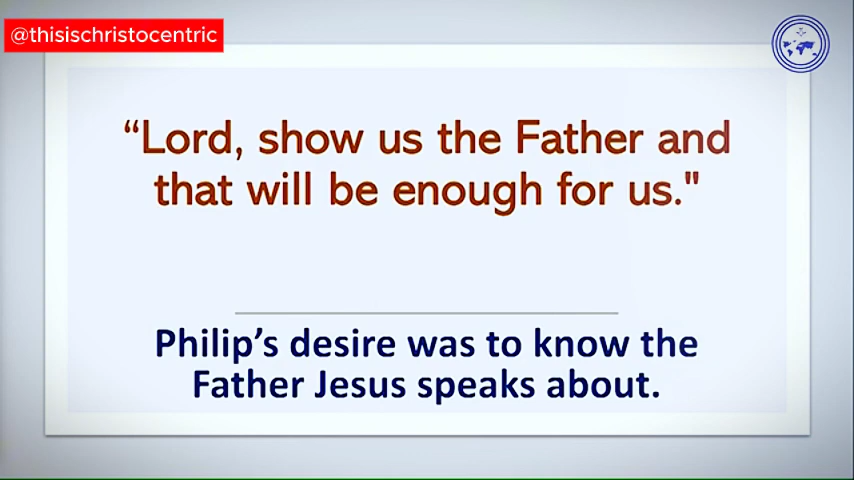 @thisischristocentric
“Lord, show us the Father and
that will be enough for us."
Philip’s desire was to know the
Father Jesus speaks about.